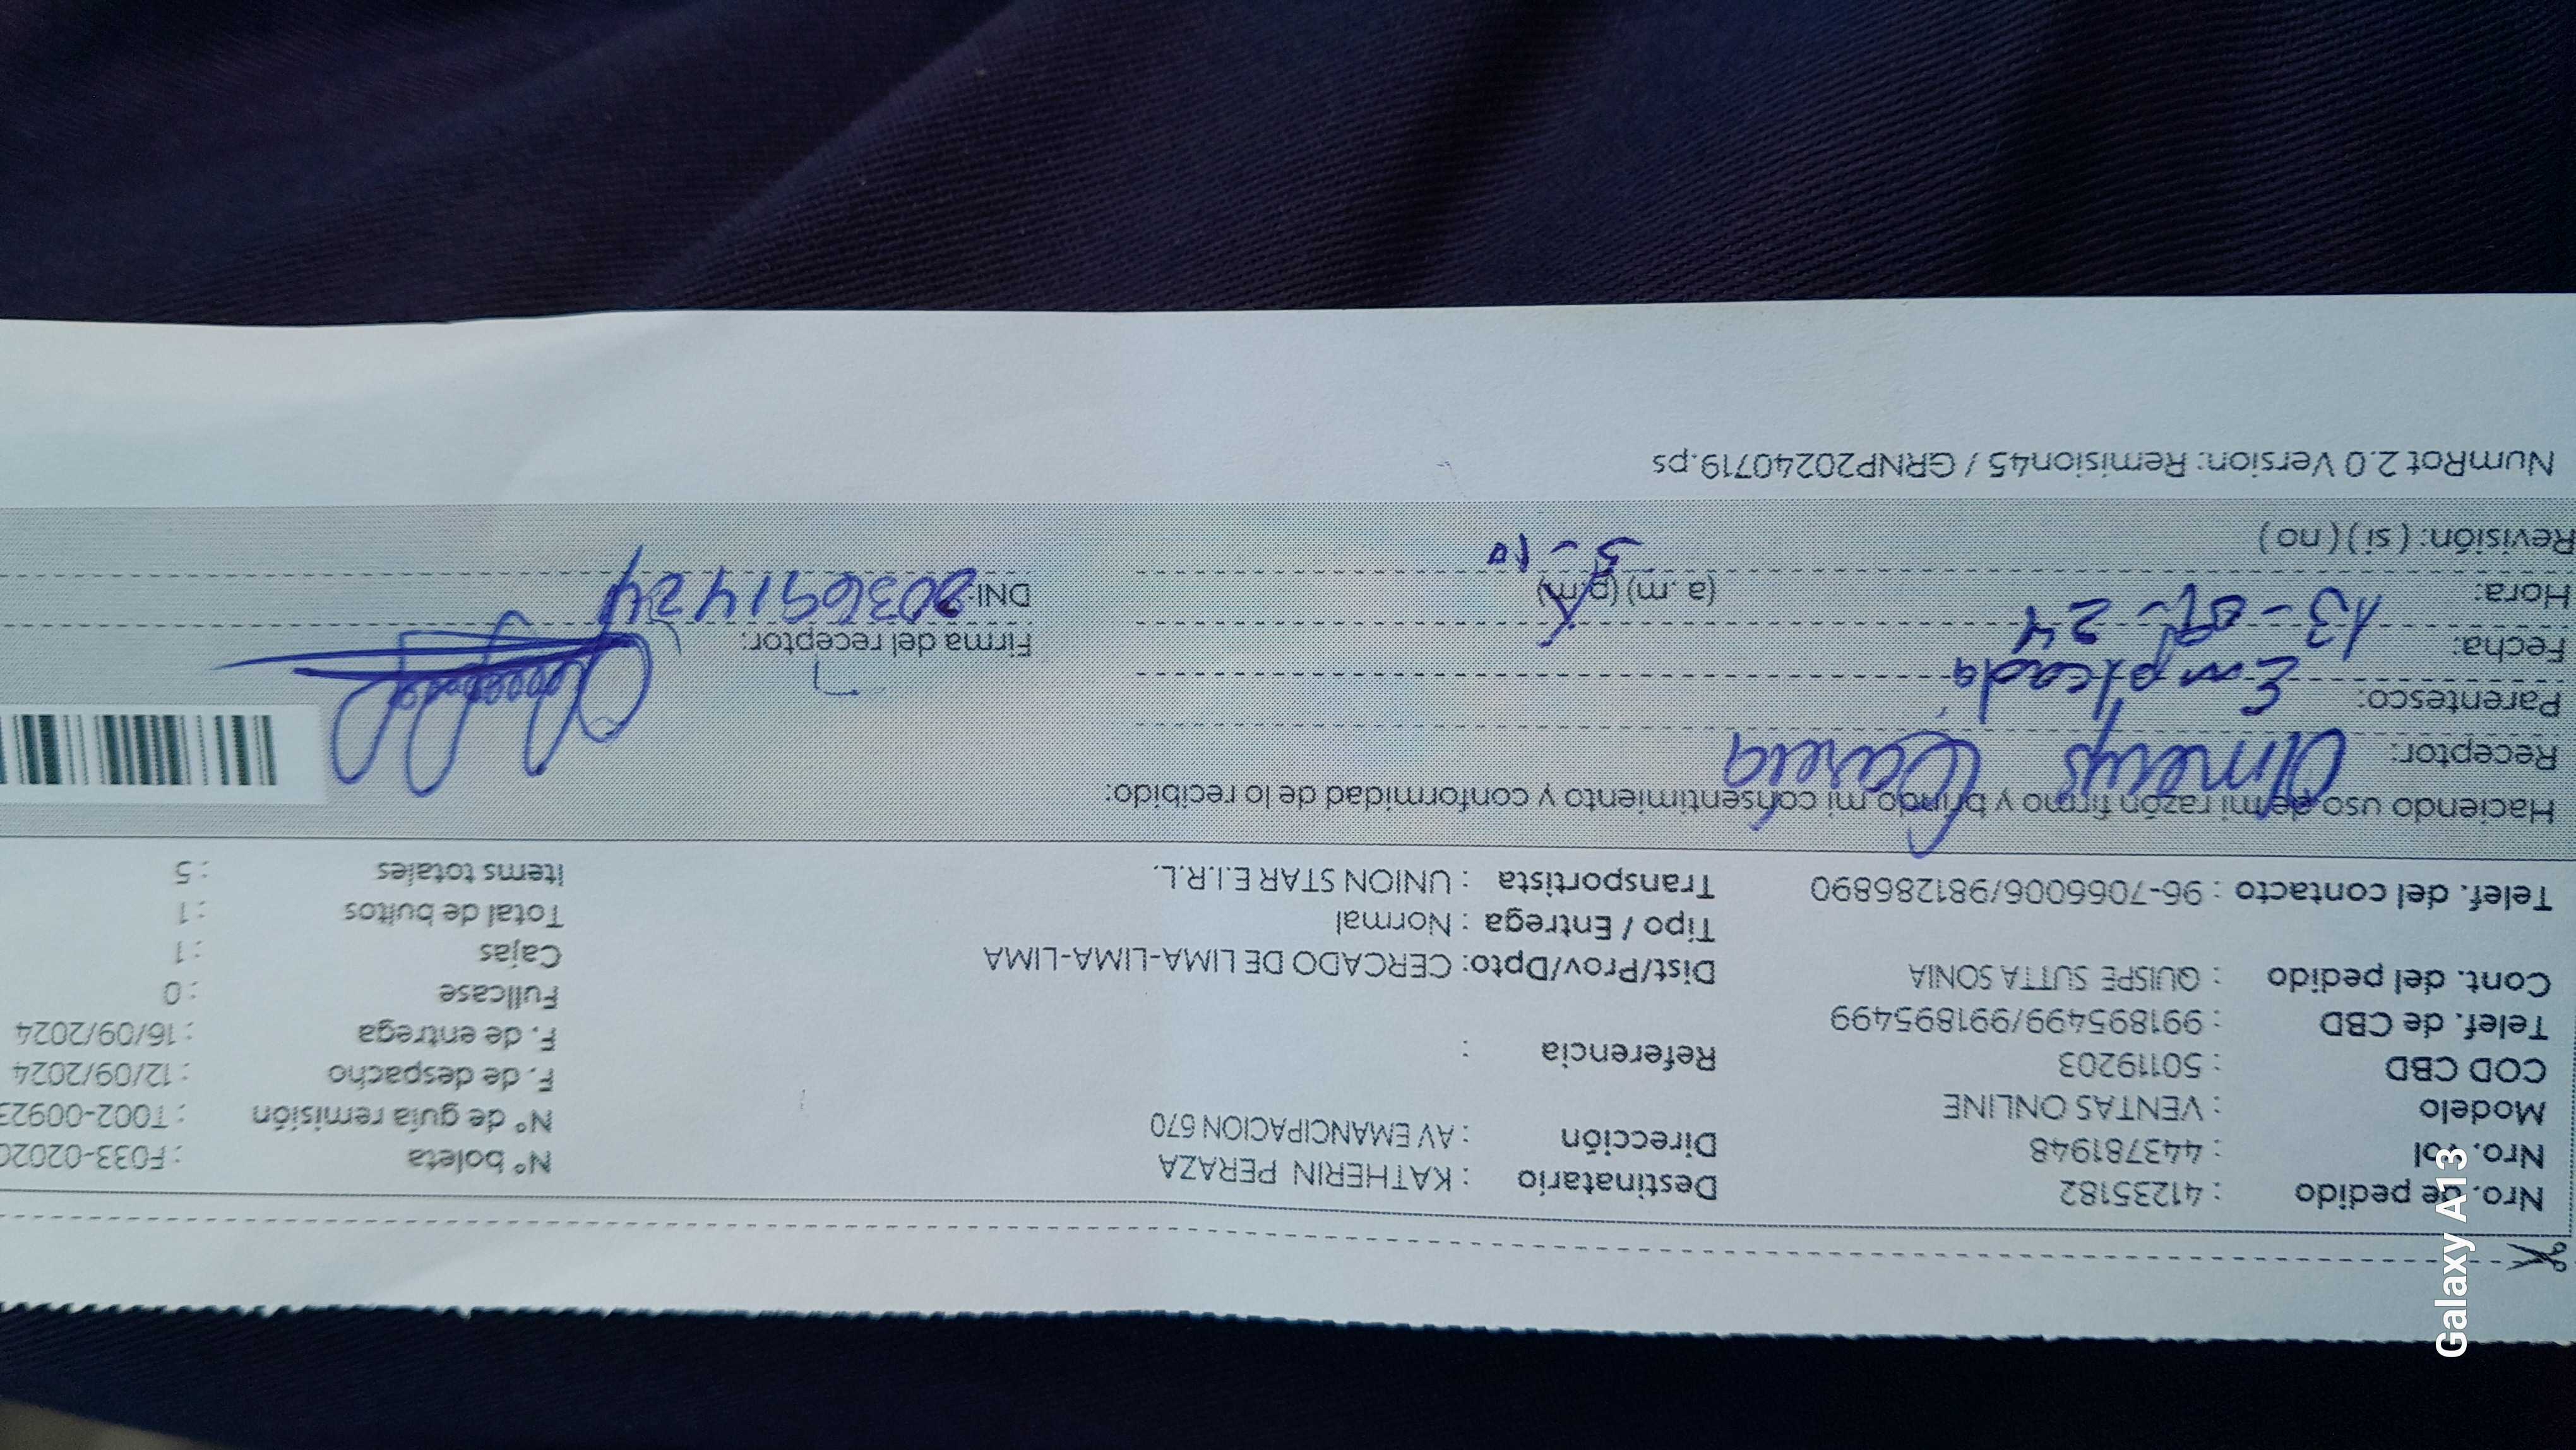 Nro. de pedido : 41235182
Nro. Vol : 443781948
Modelo : VENTAS ONLINE
COD CBD : 50119203
Telef. de CBD : 991895499/991895499
Cont. del pedido : QUISPE SUTTA SONIA
Telef. del contacto : 96-7066006/981286890
Destinatario : KATHERIN PERAZA
Dirección : AV EMANCIPACION 670
Referencia :
Dist/Prov/Dpto: CERCADO DE LIMA-LIMA-LIMA
Tipo / Entrega : Normal
Transportista : UNION STAR E.I.R.L.
N° boleta : F033-02020
N° de guía remisión : T002-00923
F. de despacho : 12/09/2024
F. de entrega : 16/09/2024
Fullcase : 0
Cajas : 1
Total de bultos : 1
Items totales : 5
Haciendo uso de mi razón firmo y brindo mi consentimiento y conformidad de lo recibido:
Receptor: Garcia
Parentesco: Empleada
Fecha: 13-09-24
Hora: (a.m) (p.m) 5-10
Revisión: ( si ) ( no )
Firma del receptor:
DNI:
NumRot 2.0 Version: Remision45 / GRNP20240719.ps
Galaxy A13